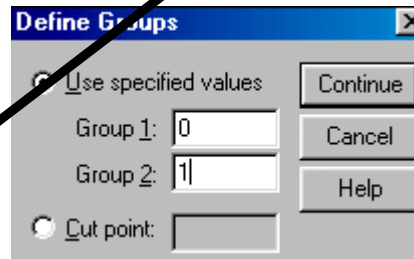 Define Groups
Use specified values
Continue
Group 1: 0
Cancel
Group 2: 1
Help
Cut point: